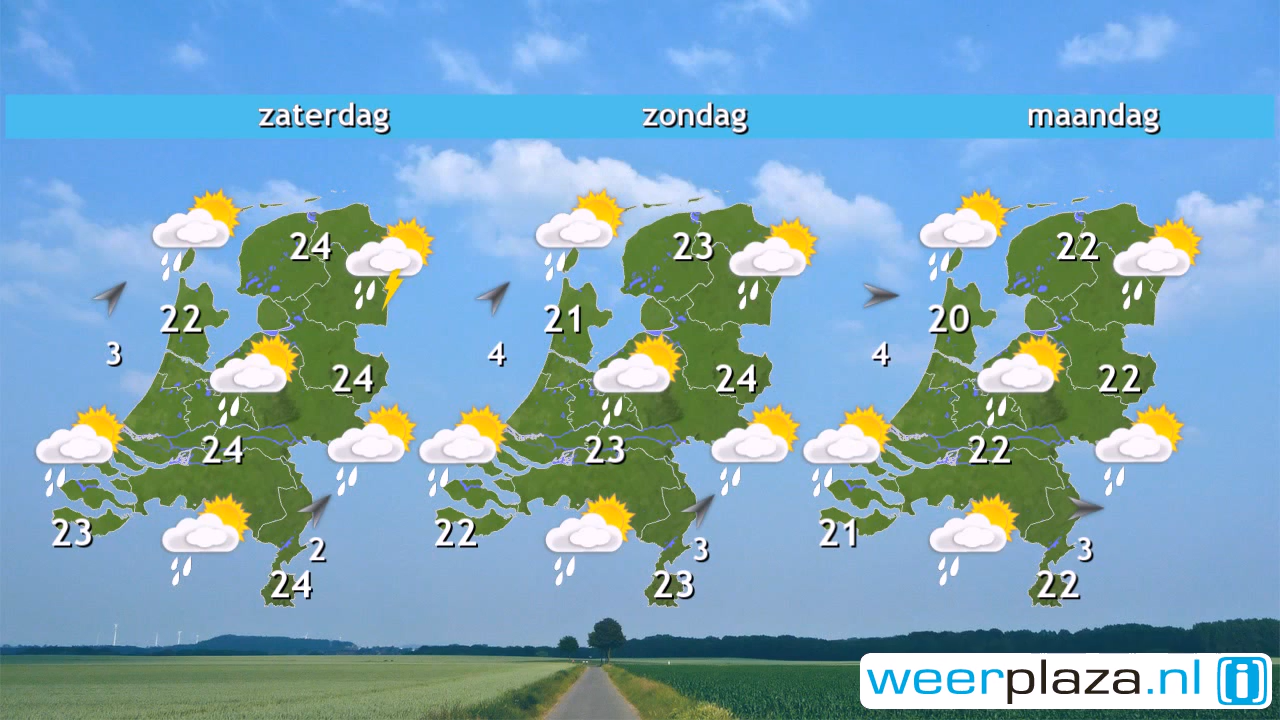 zaterdag zondag maandag
24 23 22
22 21 20
3 4 4
24 24 22
24 23 22
23 22 21
2 3 3
24 23 22
weerplaza.nl i